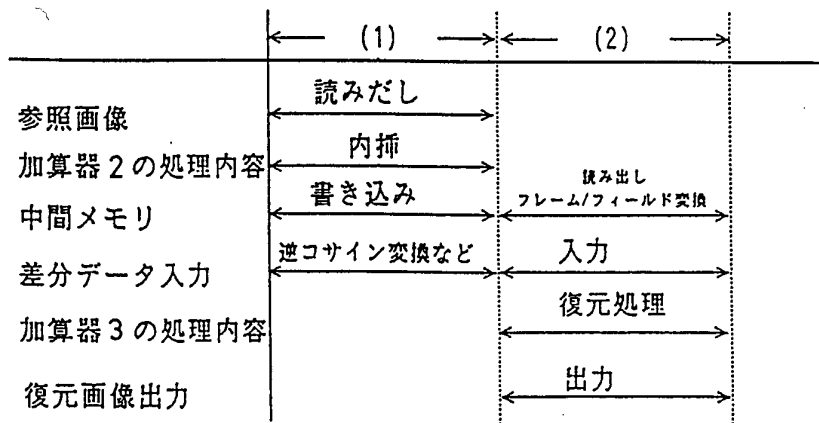 (1) (2)
参照画像 読みだし
加算器2の処理内容 内挿
中間メモリ 書き込み 読み出し
フレーム/フィールド変換
差分データ入力 逆コサイン変換など 入力
加算器3の処理内容 復元処理
復元画像出力 出力